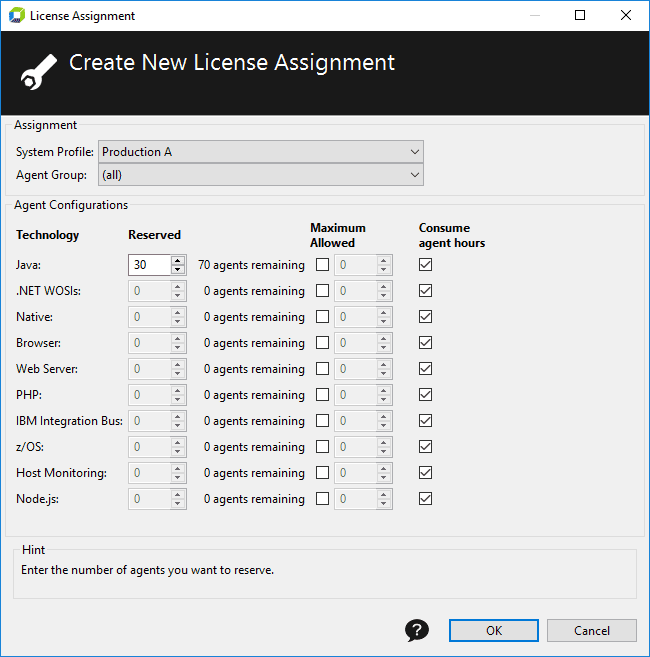 License Assignment
Create New License Assignment
Assignment
System Profile: Production A
Agent Group: (all)
Agent Configurations
Technology Reserved Maximum Allowed Consume agent hours
Java: 30 70 agents remaining 0
.NET WOSIs: 0 0 agents remaining 0
Native: 0 0 agents remaining 0
Browser: 0 0 agents remaining 0
Web Server: 0 0 agents remaining 0
PHP: 0 0 agents remaining 0
IBM Integration Bus: 0 0 agents remaining 0
z/OS: 0 0 agents remaining 0
Host Monitoring: 0 0 agents remaining 0
Node.js: 0 0 agents remaining 0
Hint
Enter the number of agents you want to reserve.
? OK Cancel